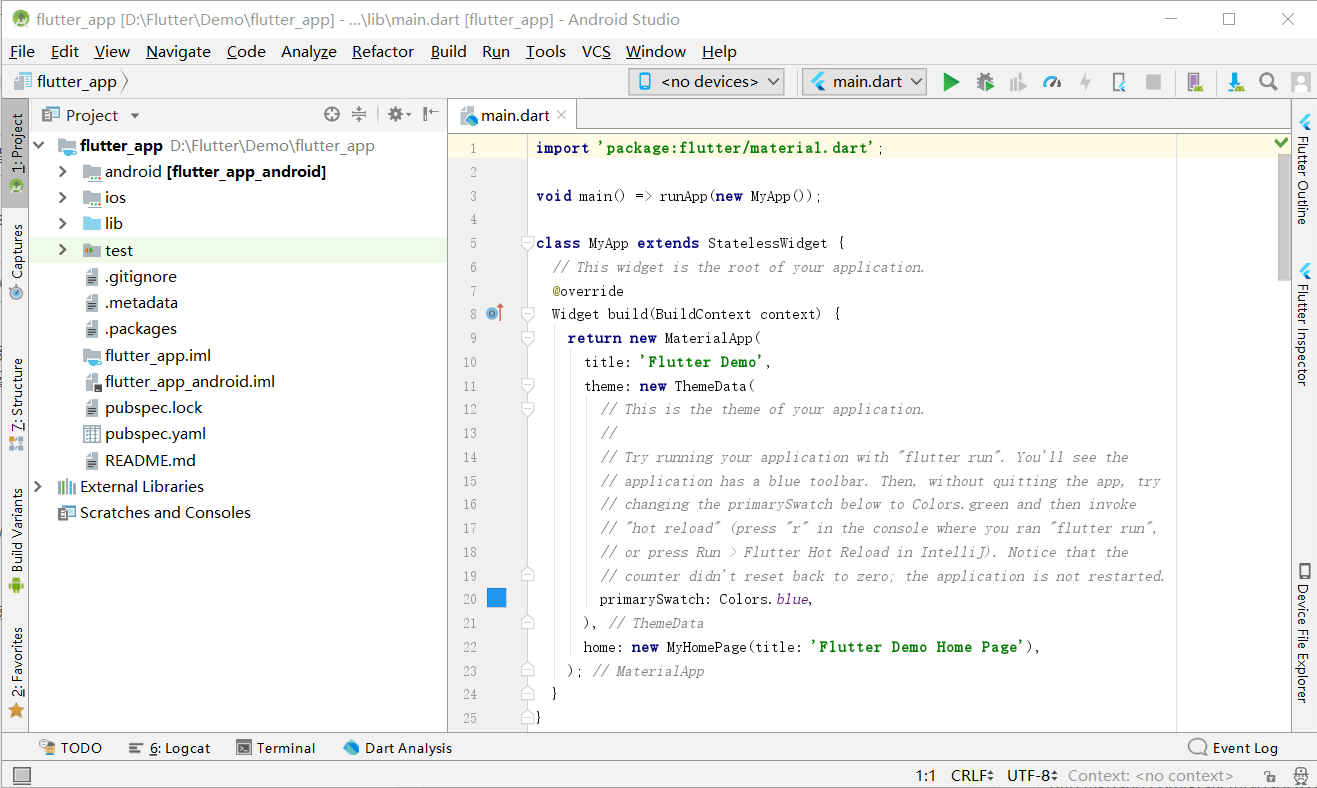 flutter_app [D:\Flutter\Demo\flutter_app] - ...\lib\main.dart [flutter_app] - Android Studio
File Edit View Navigate Code Analyze Refactor Build Run Tools VCS Window Help
flutter_app <no devices> main.dart
1: Project
Captures
7: Structure
Build Variants
2: Favorites
Project
flutter_app D:\Flutter\Demo\flutter_app
android [flutter_app_android]
ios
lib
test
.gitignore
.metadata
.packages
flutter_app.iml
flutter_app_android.iml
pubspec.lock
pubspec.yaml
README.md
External Libraries
Scratches and Consoles
main.dart
1 import 'package:flutter/material.dart';
2
3 void main() => runApp(new MyApp());
4
5 class MyApp extends StatelessWidget {
6 // This widget is the root of your application.
7 @override
8 Widget build(BuildContext context) {
9 return new MaterialApp(
10 title: 'Flutter Demo',
11 theme: new ThemeData(
12 // This is the theme of your application.
13 //
14 // Try running your application with "flutter run". You'll see the
15 // application has a blue toolbar. Then, without quitting the app, try
16 // changing the primarySwatch below to Colors.green and then invoke
17 // "hot reload" (press "r" in the console where you ran "flutter run",
18 // or press Run > Flutter Hot Reload in IntelliJ). Notice that the
19 // counter didn't reset back to zero; the application is not restarted.
20 primarySwatch: Colors.blue,
21 ), // ThemeData
22 home: new MyHomePage(title: 'Flutter Demo Home Page'),
23 ); // MaterialApp
24 }
25 }
Flutter Outline
Flutter Inspector
Device File Explorer
TODO 6: Logcat Terminal Dart Analysis Event Log
1:1 CRLF UTF-8 Context: <no context>